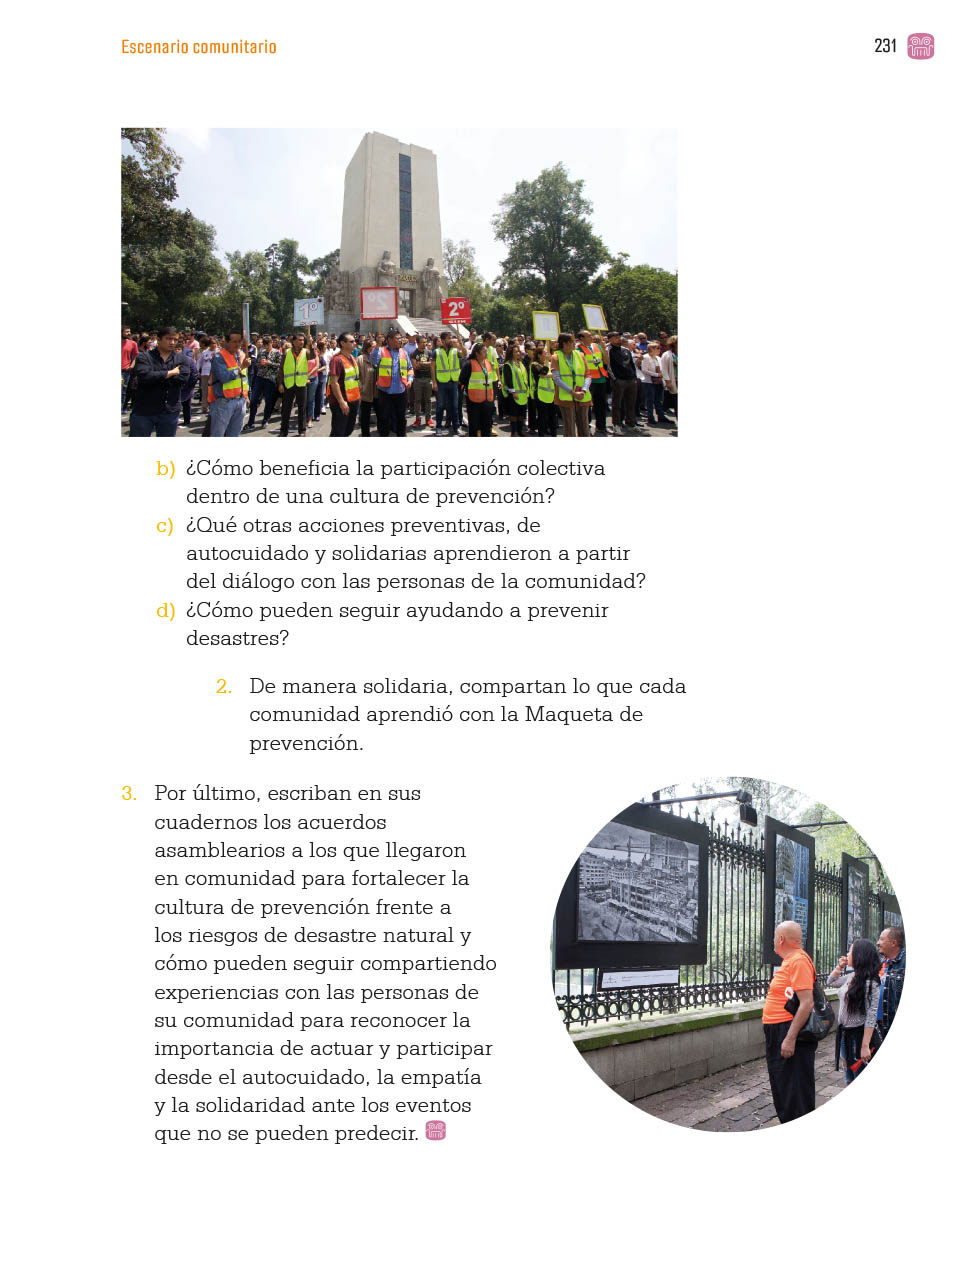 Escenario comunitario
231
1º
2º
2º
b) ¿Cómo beneficia la participación colectiva
dentro de una cultura de prevención?
c) ¿Qué otras acciones preventivas, de
autocuidado y solidarias aprendieron a partir
del diálogo con las personas de la comunidad?
d) ¿Cómo pueden seguir ayudando a prevenir
desastres?
2. De manera solidaria, compartan lo que cada
comunidad aprendió con la Maqueta de
prevención.
3. Por último, escriban en sus
cuadernos los acuerdos
asamblearios a los que llegaron
en comunidad para fortalecer la
cultura de prevención frente a
los riesgos de desastre natural y
cómo pueden seguir compartiendo
experiencias con las personas de
su comunidad para reconocer la
importancia de actuar y participar
desde el autocuidado, la empatía
y la solidaridad ante los eventos
que no se pueden predecir.